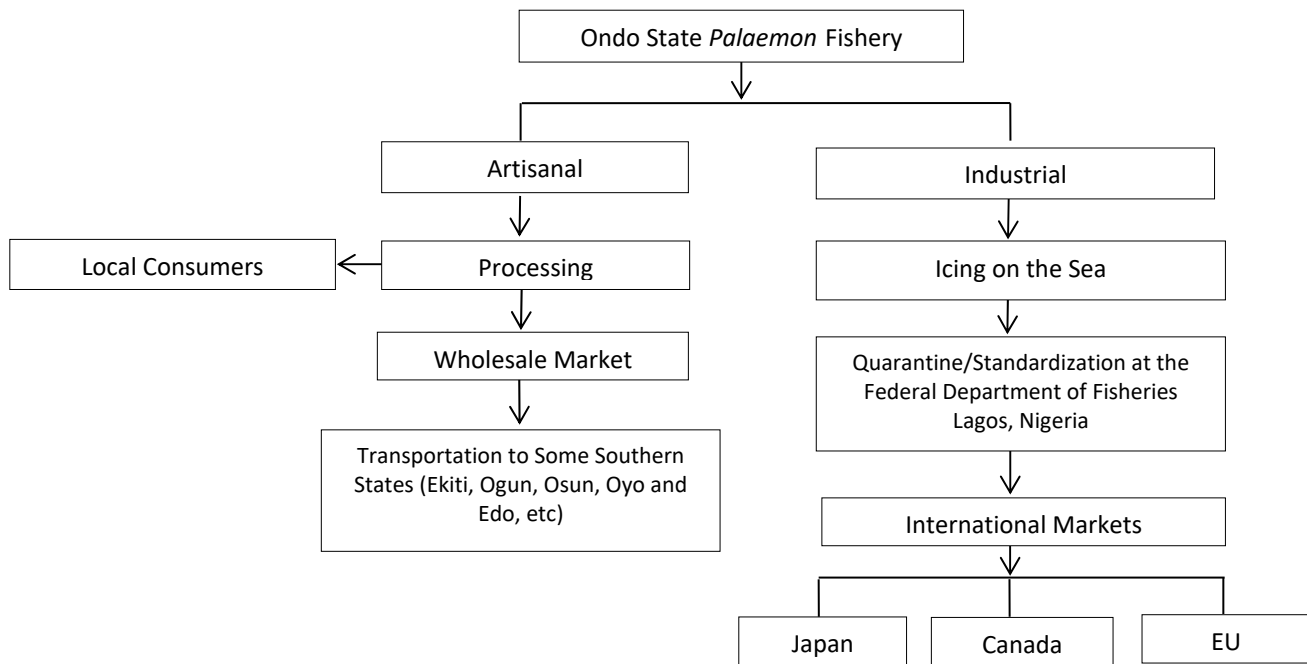 Ondo State Palaemon Fishery
Artisanal
Industrial
Local Consumers
Processing
Icing on the Sea
Wholesale Market
Quarantine/Standardization at the
Federal Department of Fisheries
Lagos, Nigeria
Transportation to Some Southern
States (Ekiti, Ogun, Osun, Oyo and
Edo, etc)
International Markets
Japan
Canada
EU